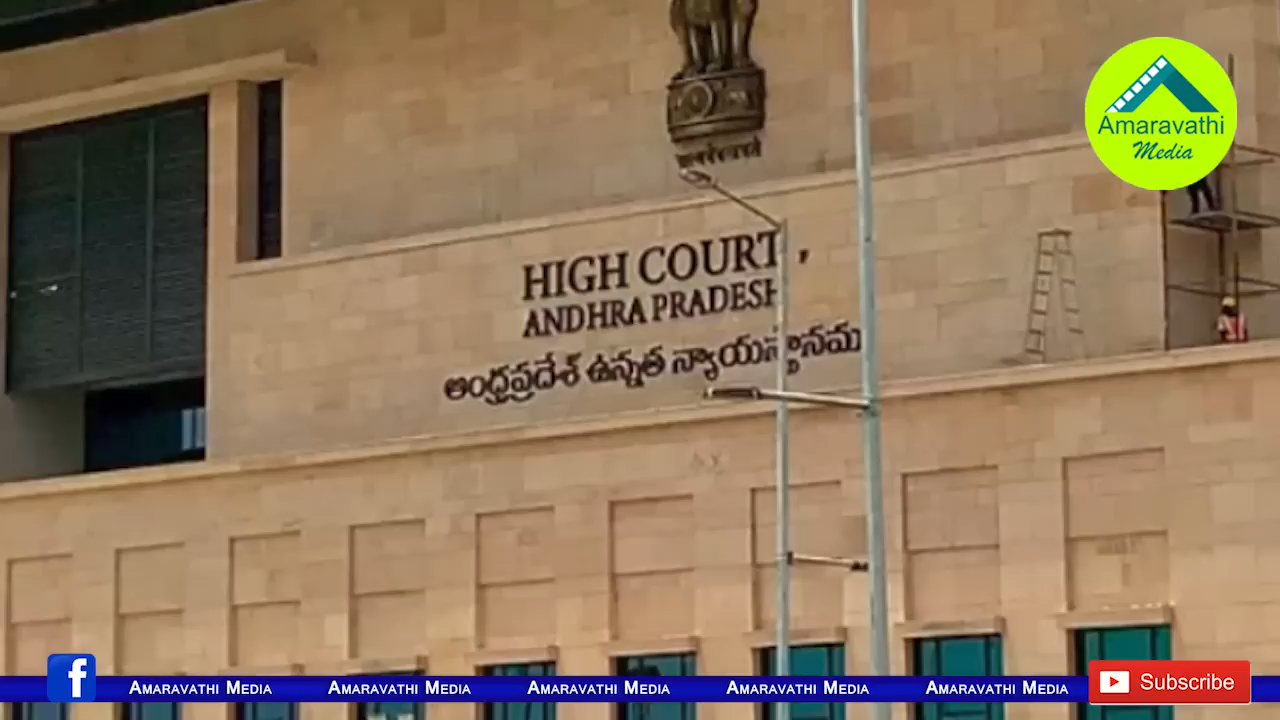 Amaravathi
Media
HIGH COURT,
ANDHRA PRADESH
ఆంధ్రప్రదేశ్ ఉన్నత న్యాయస్థానము
f
Amaravathi Media Amaravathi Media Amaravathi Media Amaravathi Media Amaravathi Media
Subscribe